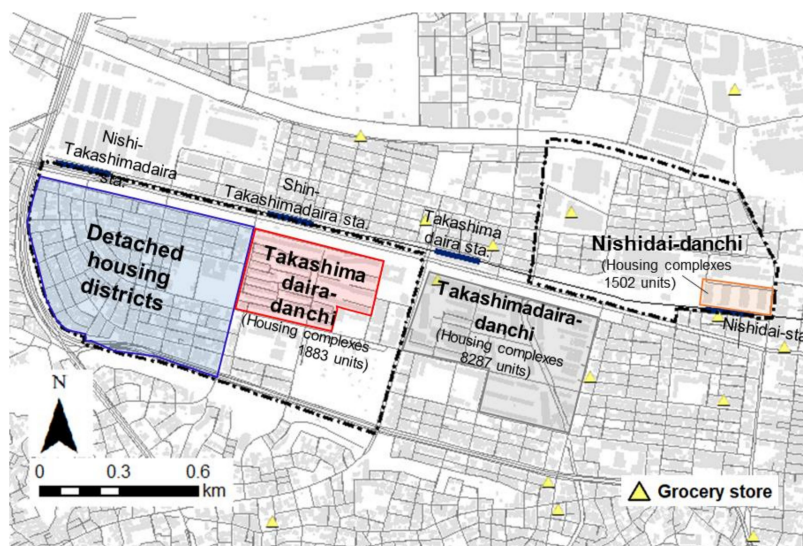 Nishi-
Takashimadaira
sta.
Shin-
Takashimadaira sta.
Takashima
daira sta.
Detached
housing
districts
Takashima
daira-
danchi
(Housing complexes
1883 units)
Takashimadaira-
danchi
(Housing complexes
8287 units)
Nishidai-danchi
(Housing complexes
1502 units)
Nishidai-sta
N
0 0.3 0.6
km
Grocery store